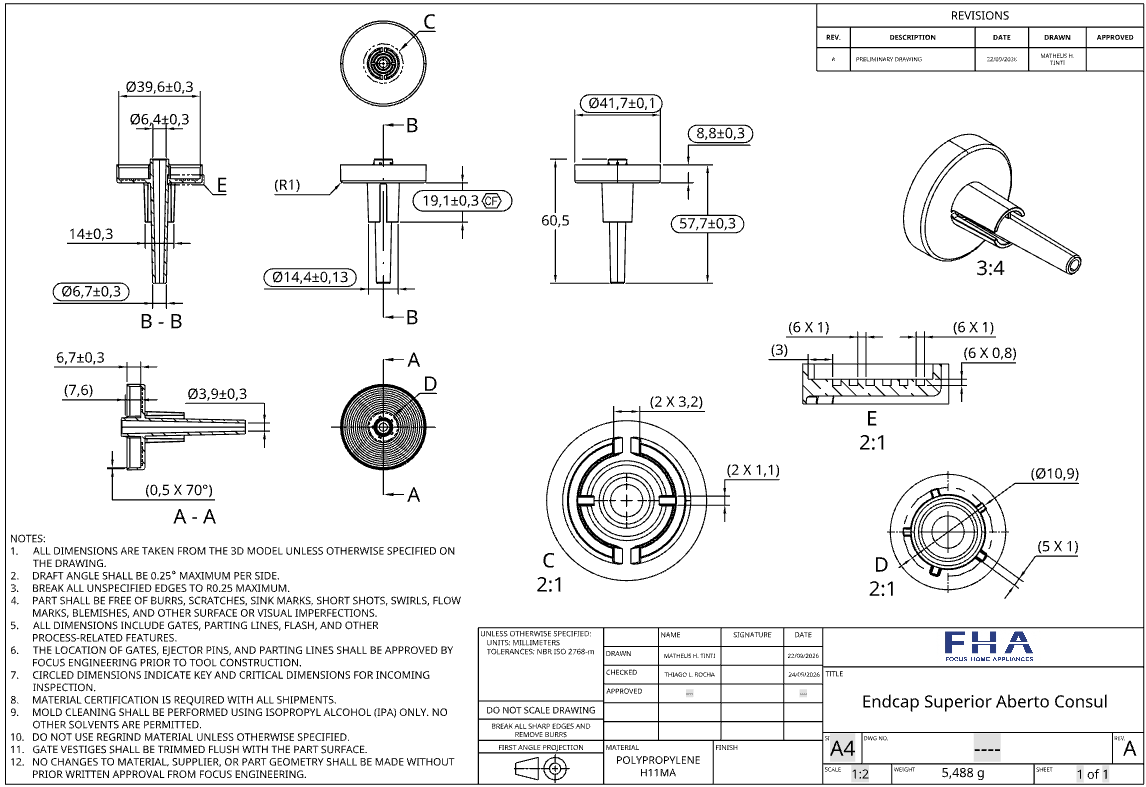 REVISIONS
REV. DESCRIPTION DATE DRAWN APPROVED
A PRELIMINARY DRAWING 22/09/2026 MATHEUS H. TINTI
C
Ø39,6±0,3
Ø6,4±0,3
E
14±0,3
Ø6,7±0,3
B - B
B
(R1)
19,1±0,3 CF
Ø14,4±0,13
B
Ø41,7±0,1
8,8±0,3
60,5
57,7±0,3
3:4
6,7±0,3
(7,6)
Ø3,9±0,3
(0,5 X 70°)
A - A
A
D
A
(2 X 3,2)
(2 X 1,1)
C
2:1
(6 X 1)
(6 X 1)
(3)
(6 X 0,8)
E
2:1
(Ø10,9)
(5 X 1)
D
2:1
NOTES:
1. ALL DIMENSIONS ARE TAKEN FROM THE 3D MODEL UNLESS OTHERWISE SPECIFIED ON
THE DRAWING.
2. DRAFT ANGLE SHALL BE 0.25° MAXIMUM PER SIDE.
3. BREAK ALL UNSPECIFIED EDGES TO R0.25 MAXIMUM.
4. PART SHALL BE FREE OF BURRS, SCRATCHES, SINK MARKS, SHORT SHOTS, SWIRLS, FLOW
MARKS, BLEMISHES, AND OTHER SURFACE OR VISUAL IMPERFECTIONS.
5. ALL DIMENSIONS INCLUDE GATES, PARTING LINES, FLASH, AND OTHER
PROCESS-RELATED FEATURES.
6. THE LOCATION OF GATES, EJECTOR PINS, AND PARTING LINES SHALL BE APPROVED BY
FOCUS ENGINEERING PRIOR TO TOOL CONSTRUCTION.
7. CIRCLED DIMENSIONS INDICATE KEY AND CRITICAL DIMENSIONS FOR INCOMING
INSPECTION.
8. MATERIAL CERTIFICATION IS REQUIRED WITH ALL SHIPMENTS.
9. MOLD CLEANING SHALL BE PERFORMED USING ISOPROPYL ALCOHOL (IPA) ONLY. NO
OTHER SOLVENTS ARE PERMITTED.
10. DO NOT USE REGRIND MATERIAL UNLESS OTHERWISE SPECIFIED.
11. GATE VESTIGES SHALL BE TRIMMED FLUSH WITH THE PART SURFACE.
12. NO CHANGES TO MATERIAL, SUPPLIER, OR PART GEOMETRY SHALL BE MADE WITHOUT
PRIOR WRITTEN APPROVAL FROM FOCUS ENGINEERING.
UNLESS OTHERWISE SPECIFIED:
UNITS: MILLIMETERS
TOLERANCES: NBR ISO 2768-m
DO NOT SCALE DRAWING
BREAK ALL SHARP EDGES AND
REMOVE BURRS
FIRST ANGLE PROJECTION
NAME SIGNATURE DATE
DRAWN MATHEUS H. TINTI 22/09/2026
CHECKED THIAGO L. ROCHA 24/09/2026
APPROVED ---- ----
MATERIAL
POLYPROPYLENE
H11MA
FINISH
FHA
FOCUS HOME APPLIANCES
TITLE
Endcap Superior Aberto Consul
A4
DWG NO.
----
REV.
A
SCALE 1:2
WEIGHT 5,488 g
SHEET 1 of 1